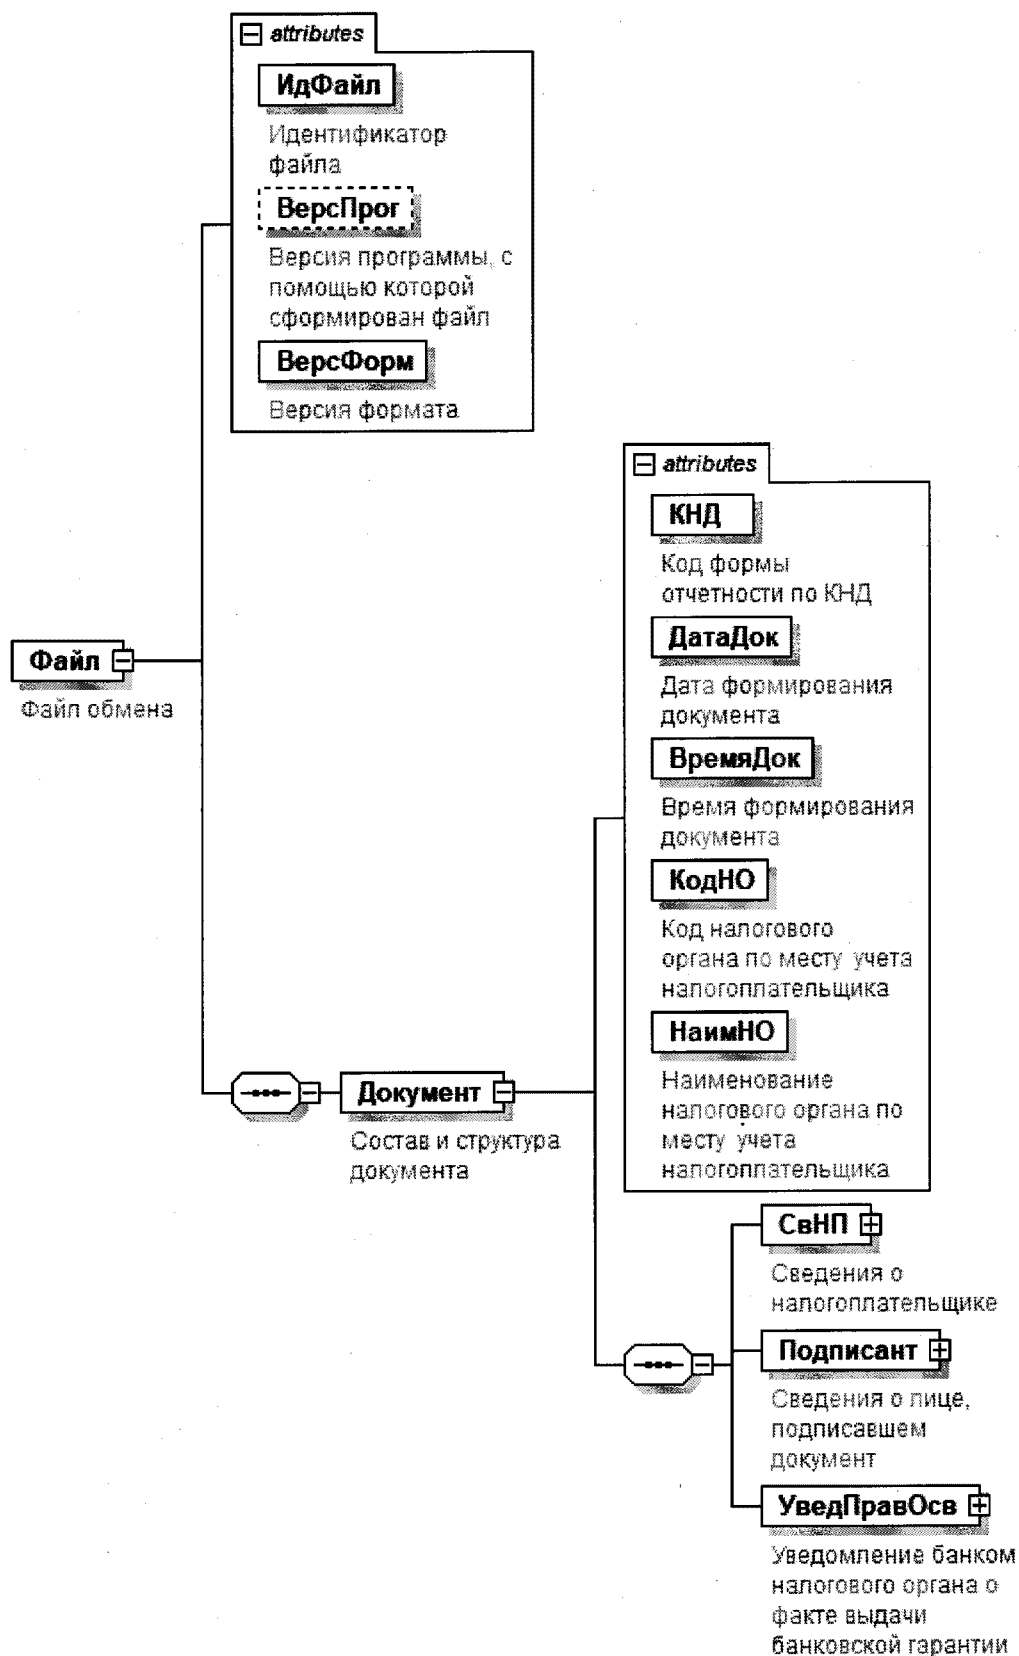 attributes
ИдФайл
Идентификатор
файла
ВерсПрог
Версия программы, с
помощью которой
сформирован файл
ВерсФорм
Версия формата
Файл
Файл обмена
attributes
КНД
Код формы
отчетности по КНД
ДатаДок
Дата формирования
документа
ВремяДок
Время формирования
документа
КодНО
Код налогового
органа по месту учета
налогоплательщика
НаимНО
Наименование
налогового органа по
месту учета
налогоплательщика
Документ
Состав и структура
документа
СвНП
Сведения о
налогоплательщике
Подписант
Сведения о лице,
подписавшем
документ
УведПравОсв
Уведомление банком
налогового органа о
факте выдачи
банковской гарантии